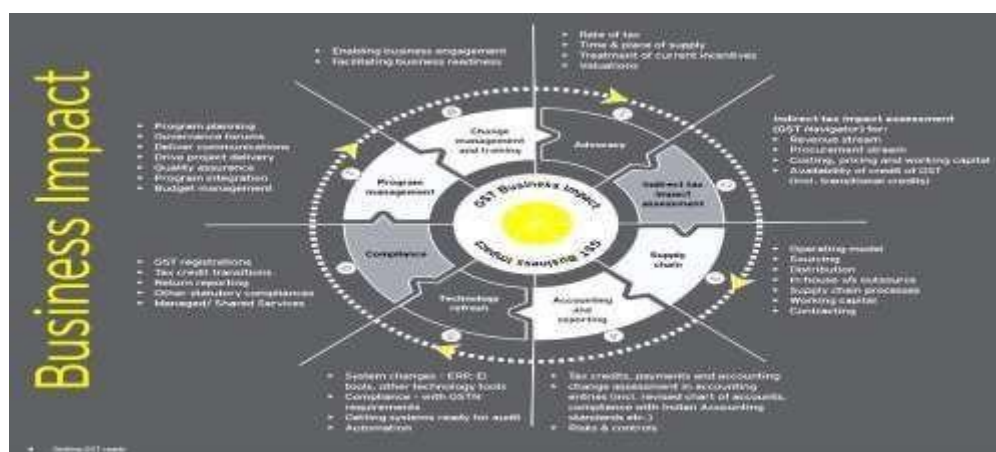 Business Impact
Enabling business engagement
Facilitating business readiness
Rate of tax
Time & place of supply
Treatment of current incentives
Valuations
Program planning
Governance forums
Deliver communications
Drive project delivery
Quality assurance
Program integration
Budget management
Indirect tax impact assessment
(GST Navigator) for:
Revenue stream
Procurement stream
Costing, pricing and working capital
Availability of credit of GST
(incl. transitional credits)
Change
management
and training
Advocacy
Program
management
Indirect tax
impact
assessment
GST Business Impact
GST Business Impact
Compliance
Supply
chain
Technology
refresh
Accounting
and
reporting
GST registrations
Tax credit transitions
Return reporting
Other statutory compliances
Managed/ Shared Services
Operating model
Sourcing
Distribution
In-house v/s outsource
Supply chain processes
Working capital
Contracting
System changes - ERP,
tools, other technology tools
Compliance - with GSTN
requirements
Getting systems ready for audit
Automation
Tax credits, payments and accounting
change assessment in accounting
entries (incl. revised chart of accounts,
compliance with Indian Accounting
standards etc.)
Risks & controls
GST ready